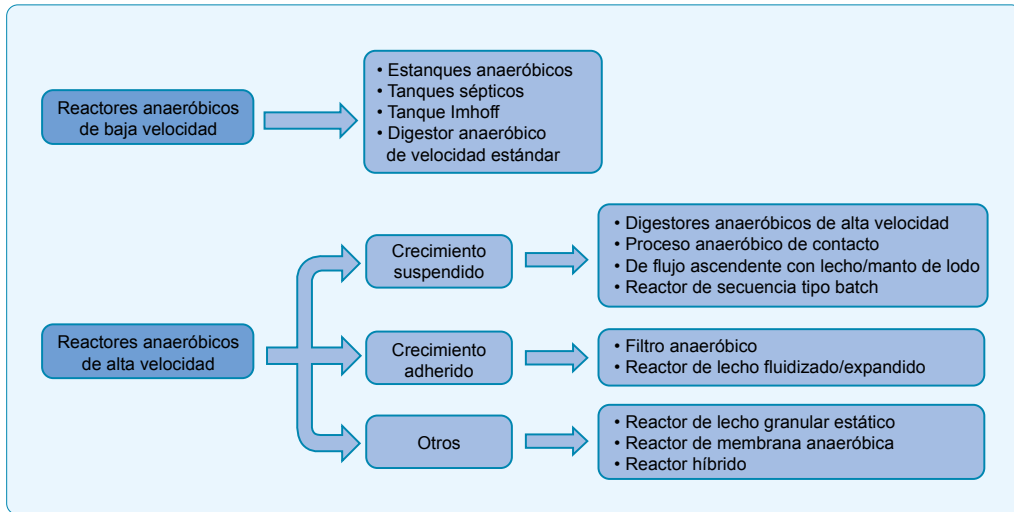 Reactores anaeróbicos
de baja velocidad
• Estanques anaeróbicos
• Tanques sépticos
• Tanque Imhoff
• Digestor anaeróbico
de velocidad estándar
Reactores anaeróbicos
de alta velocidad
Crecimiento
suspendido
• Digestores anaeróbicos de alta velocidad
• Proceso anaeróbico de contacto
• De flujo ascendente con lecho/manto de lodo
• Reactor de secuencia tipo batch
Crecimiento
adherido
• Filtro anaeróbico
• Reactor de lecho fluidizado/expandido
Otros
• Reactor de lecho granular estático
• Reactor de membrana anaeróbica
• Reactor híbrido